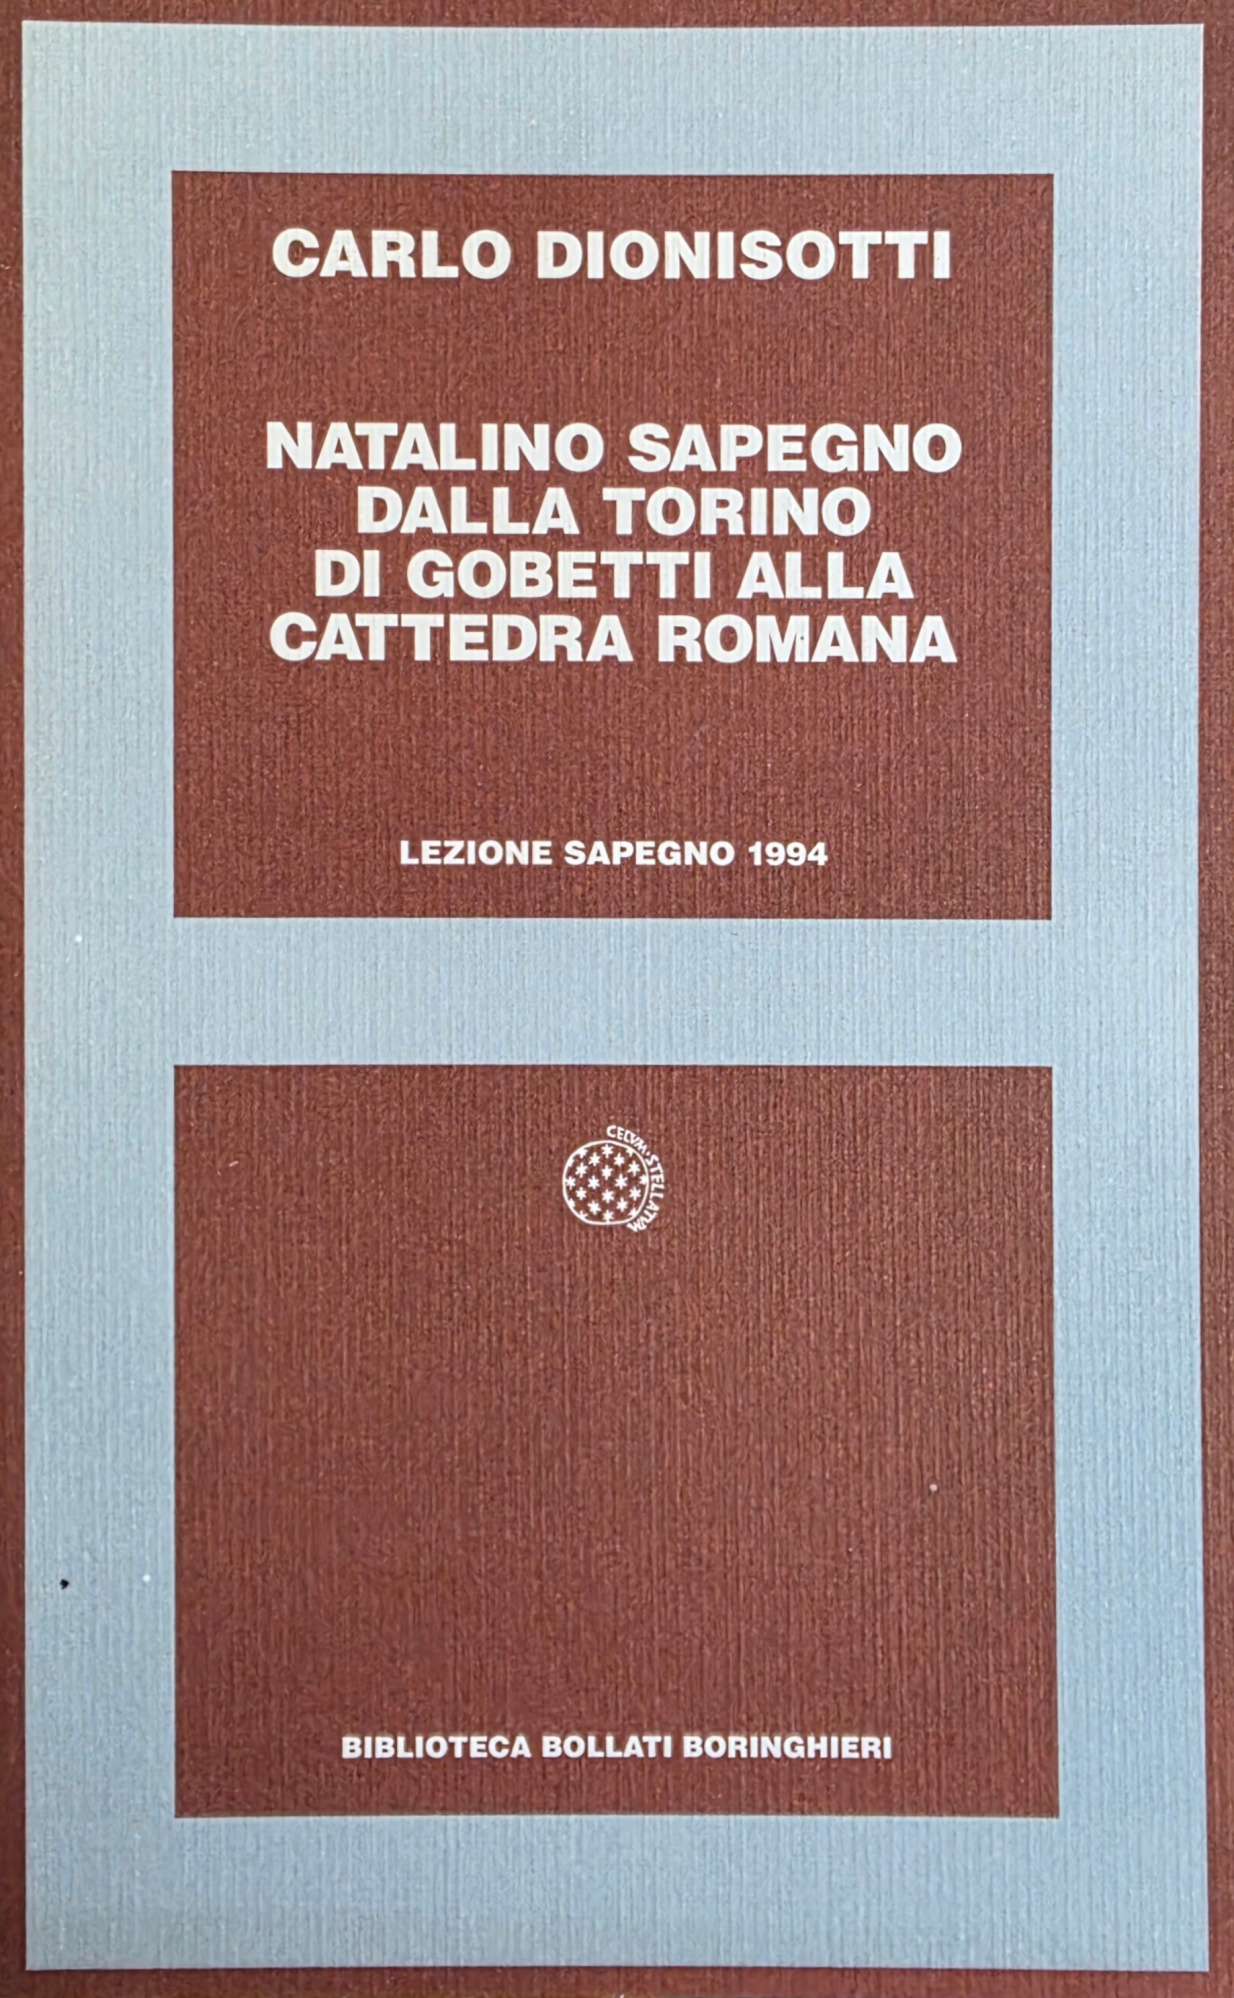 CARLO DIONISOTTI
NATALINO SAPEGNO
DALLA TORINO
DI GOBETTI ALLA
CATTEDRA ROMANA
LEZIONE SAPEGNO 1994
CELVM·STELLATVM
BIBLIOTECA BOLLATI BORINGHIERI